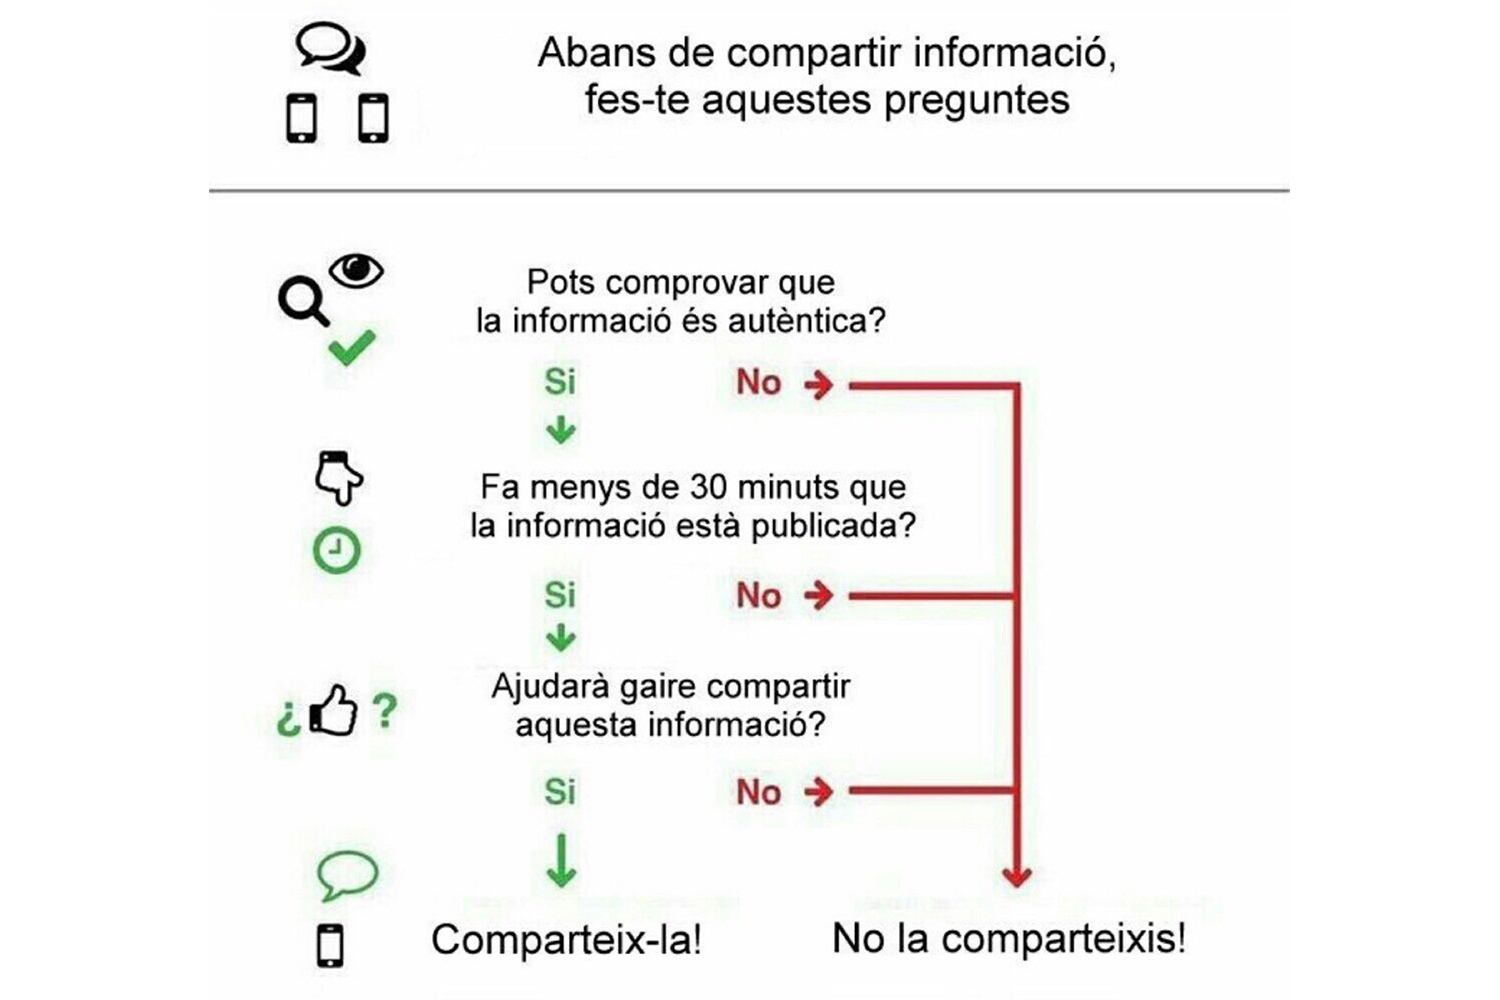 Abans de compartir informació,
fes-te aquestes preguntes
Pots comprovar que
la informació és autèntica?
Si No
Fa menys de 30 minuts que
la informació està publicada?
Si No
Ajudarà gaire compartir
aquesta informació?
¿ ?
Si No
Comparteix-la! No la comparteixis!